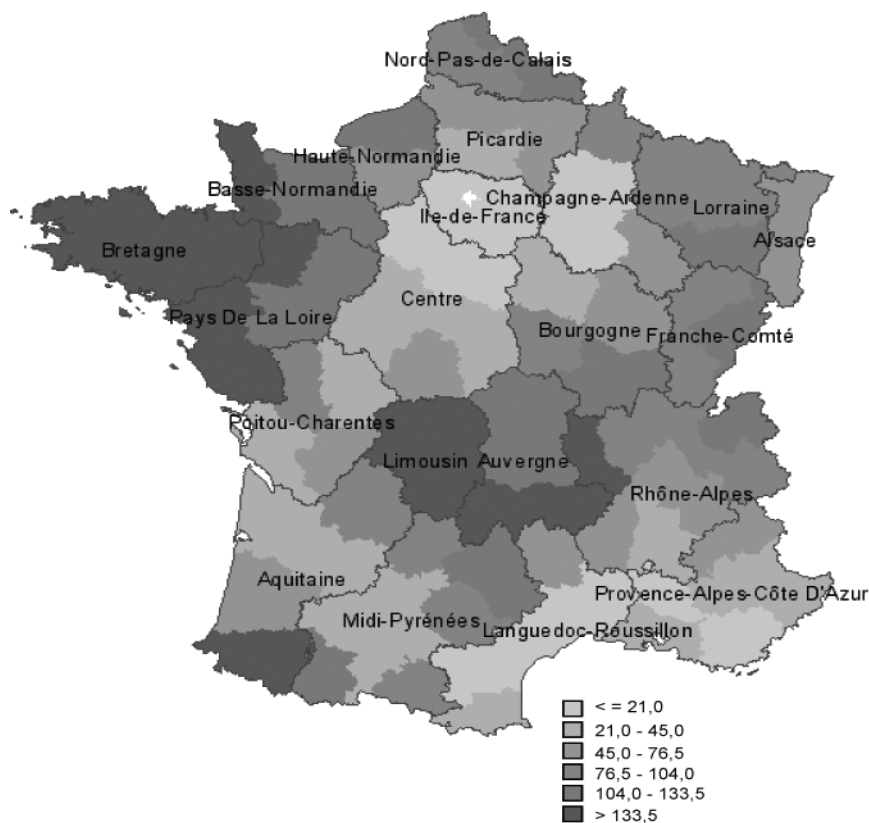 Nord-Pas-de-Calais
Picardie
Haute-Normandie
Basse-Normandie
Champagne-Ardenne
Ile-de-France
Lorraine
Alsace
Bretagne
Centre
Pays De La Loire
Bourgogne
Franche-Comté
Poitou-Charentes
Limousin
Auvergne
Rhône-Alpes
Aquitaine
Provence-Alpes-Côte D'Azur
Midi-Pyrénées
Languedoc-Roussillon
< = 21,0
21,0 - 45,0
45,0 - 76,5
76,5 - 104,0
104,0 - 133,5
> 133,5